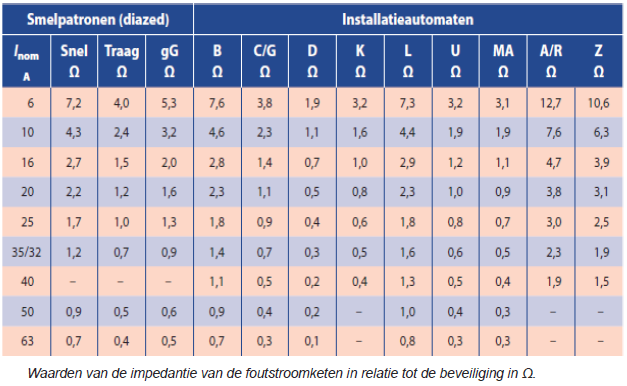 Smelpatronen (diazed) Installatieautomaten
Inom A Snel Ω Traag Ω gG Ω B Ω C/G Ω D Ω K Ω L Ω U Ω MA Ω A/R Ω Z Ω
6 7,2 4,0 5,3 7,6 3,8 1,9 3,2 7,3 3,2 3,1 12,7 10,6
10 4,3 2,4 3,2 4,6 2,3 1,1 1,6 4,4 1,9 1,9 7,6 6,3
16 2,7 1,5 2,0 2,8 1,4 0,7 1,0 2,9 1,2 1,1 4,7 3,9
20 2,2 1,2 1,6 2,3 1,1 0,5 0,8 2,3 1,0 0,9 3,8 3,1
25 1,7 1,0 1,3 1,8 0,9 0,4 0,6 1,8 0,8 0,7 3,0 2,5
35/32 1,2 0,7 0,9 1,4 0,7 0,3 0,5 1,6 0,6 0,5 2,3 1,9
40 – – – 1,1 0,5 0,2 0,4 1,3 0,5 0,4 1,9 1,5
50 0,9 0,5 0,6 0,9 0,4 0,2 – 1,0 0,4 0,3 – –
63 0,7 0,4 0,5 0,7 0,3 0,1 – 0,8 0,3 0,3 – –
Waarden van de impedantie van de foutstroomketen in relatie tot de beveiliging in Ω.